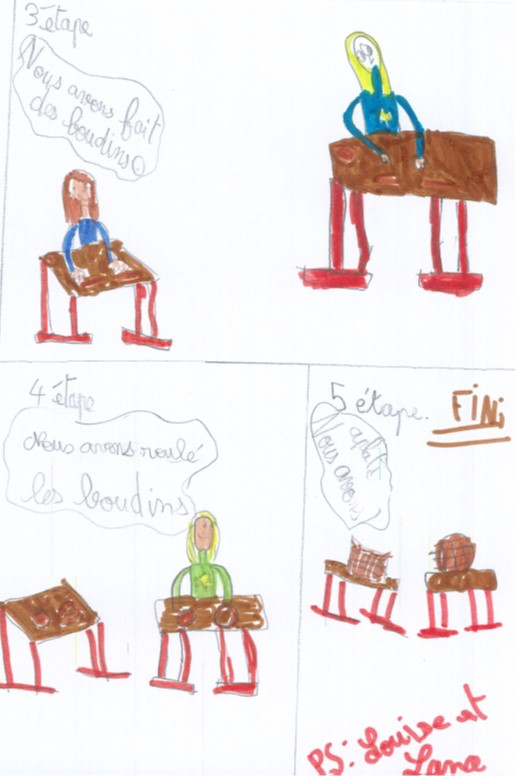 3 étape
Nous avons fait
des boudins
4 étape
Nous avons roulé
les boudins
5 étape. FiNi
Nous avons
aplati
PS: Louise et
Lana